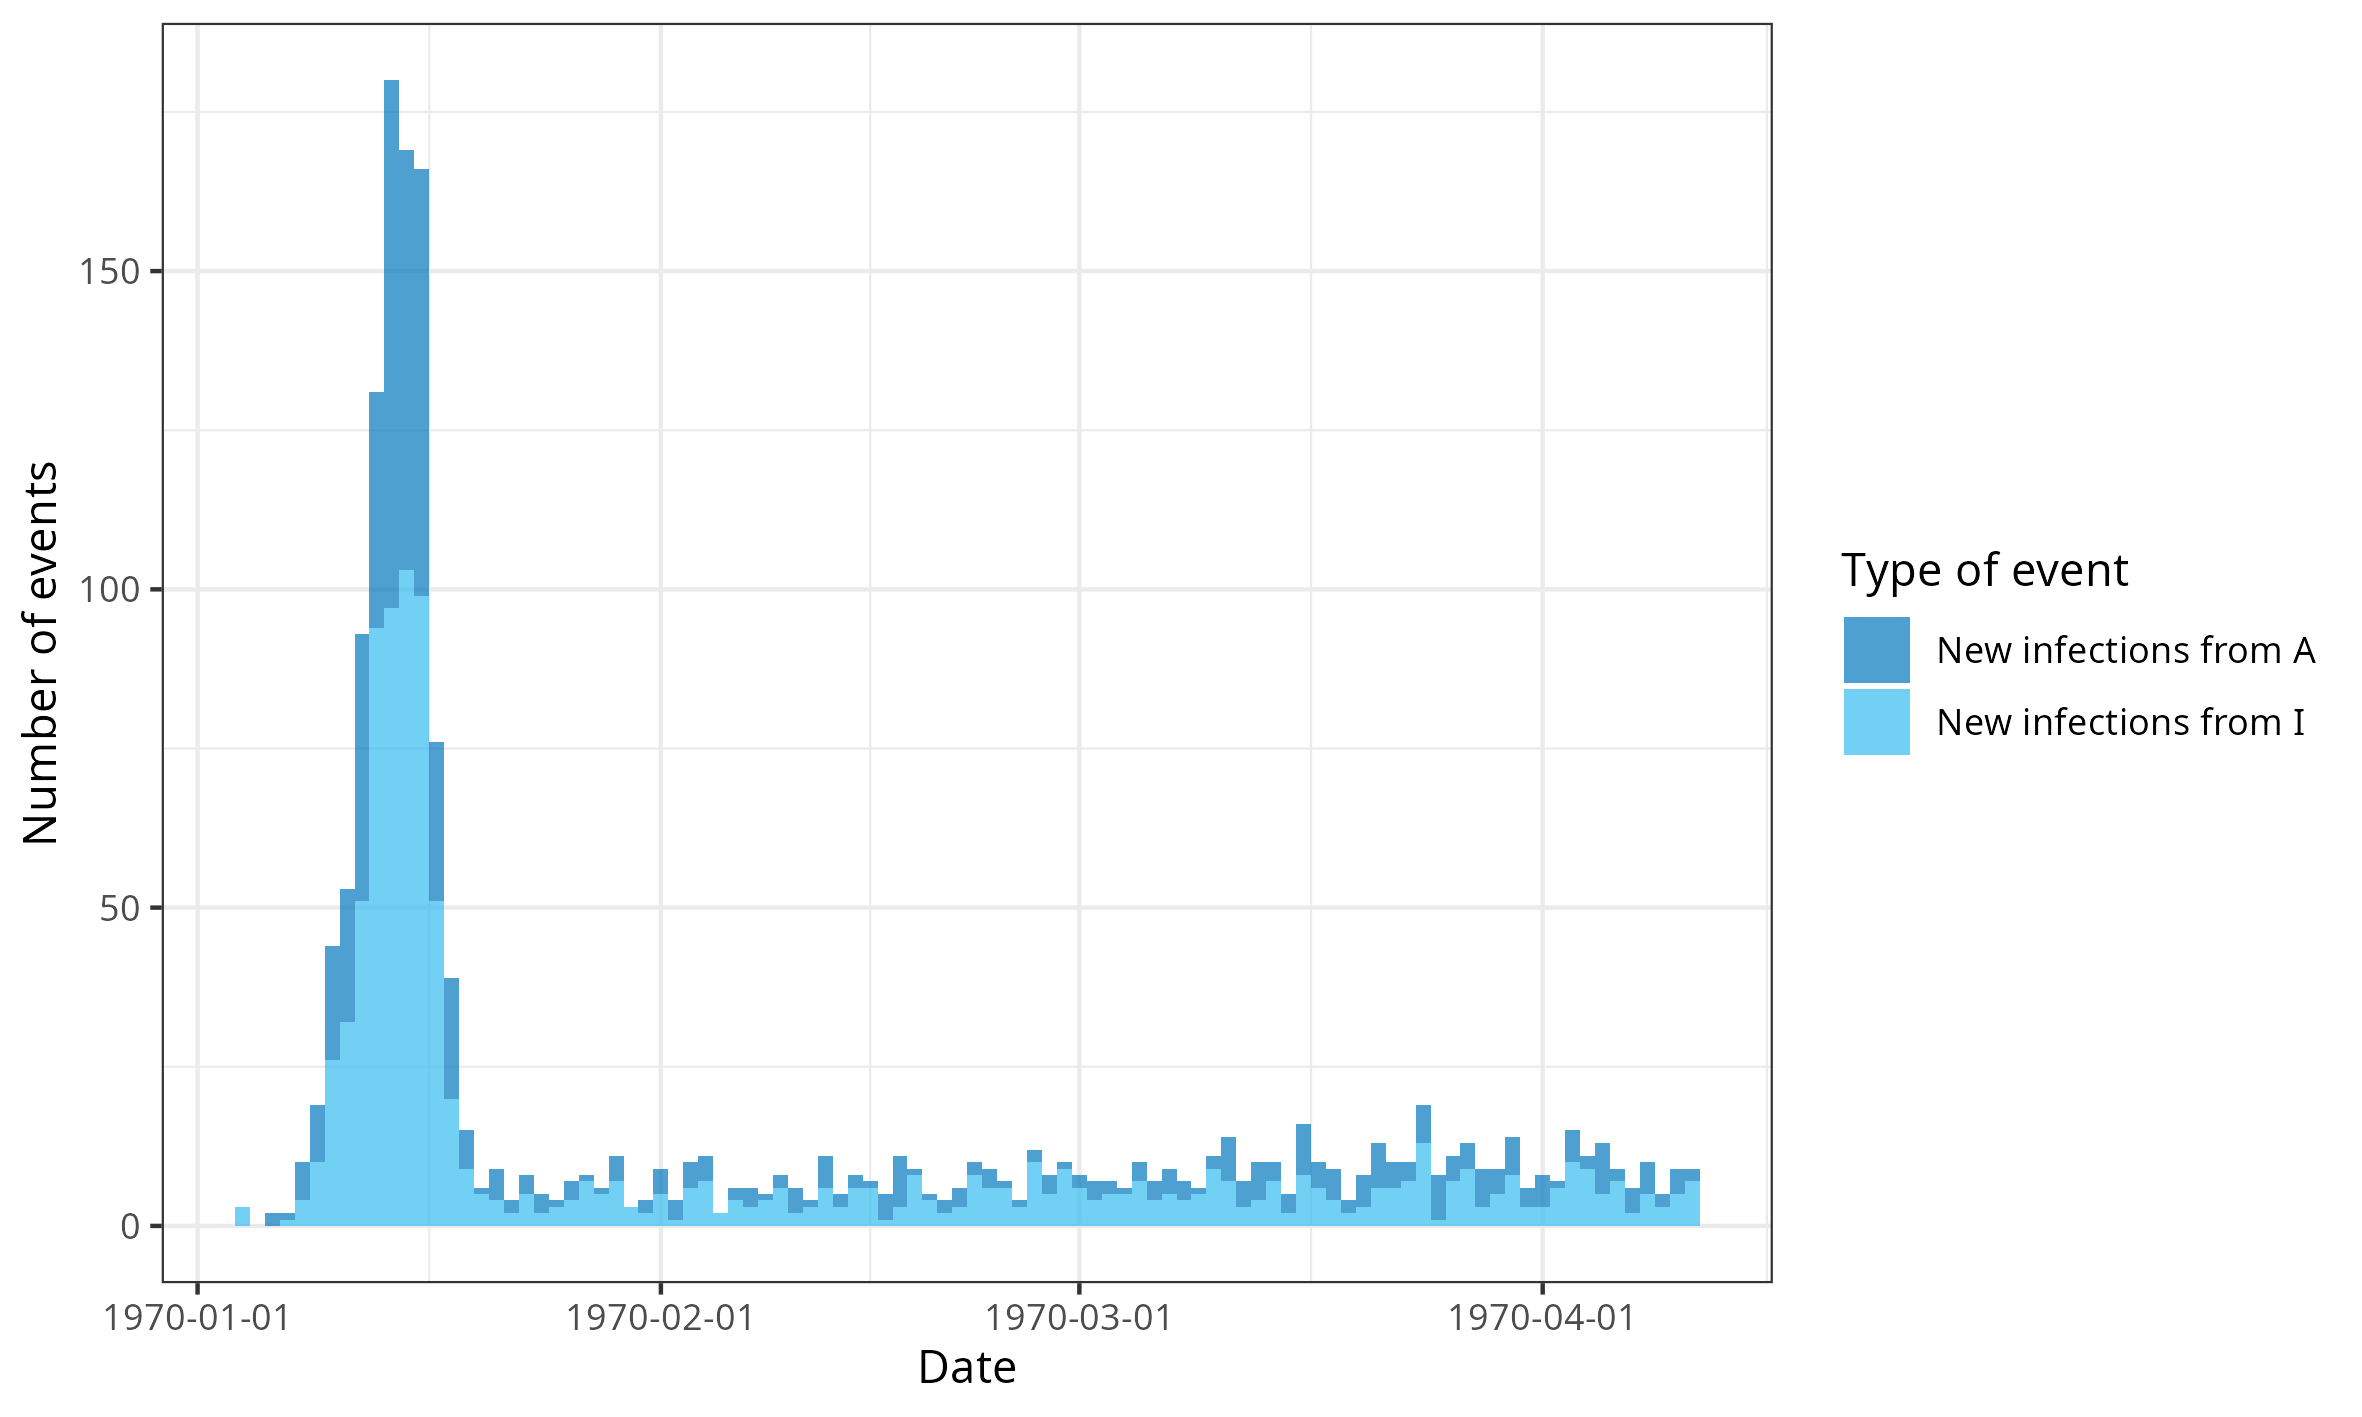 Number of events
150
100
50
0
1970-01-01
1970-02-01
1970-03-01
1970-04-01
Date
Type of event
New infections from A
New infections from I